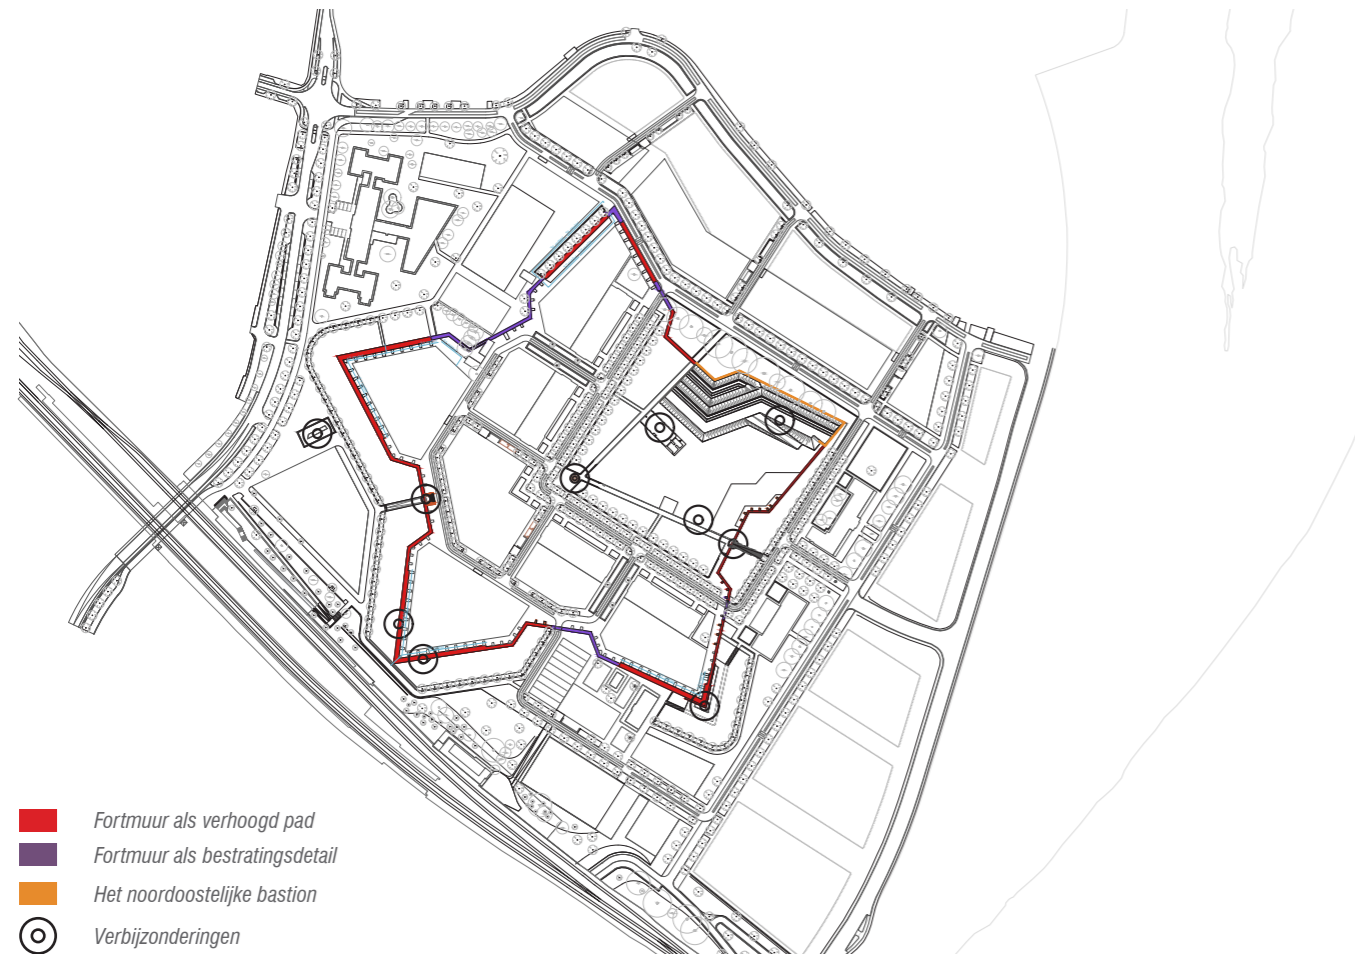 Fortmuur als verhoogd pad
Fortmuur als bestratingsdetail
Het noordoostelijke bastion
Verbijzonderingen